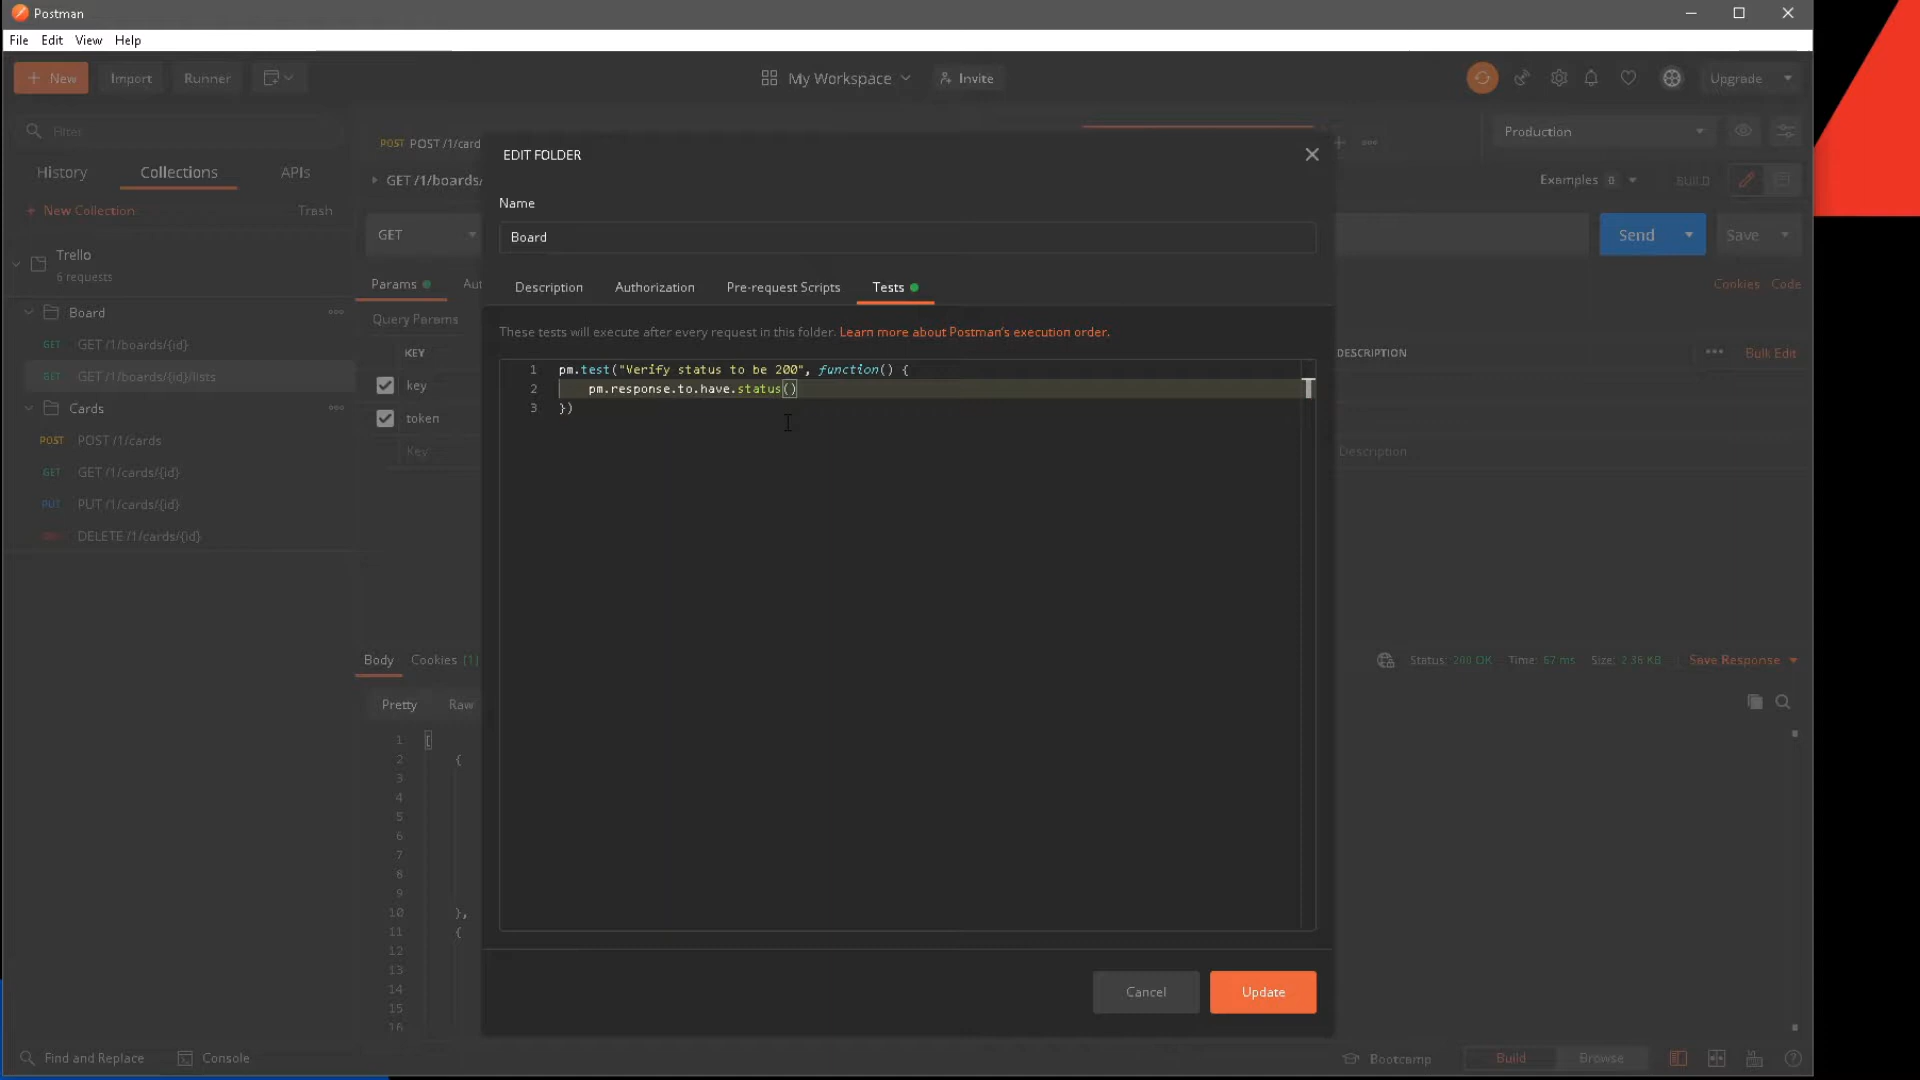 Postman
File Edit View Help
New Import Runner My Workspace Invite Upgrade
Filter
History Collections APIs
New Collection Trash
Trello
6 requests
Board
GET GET /1/boards/{id}
GET GET /1/boards/{id}/lists
Cards
POST POST /1/cards
GET GET /1/cards/{id}
PUT PUT /1/cards/{id}
DELETE /1/cards/{id}
POST POST /1/card
GET /1/boards/
GET
Params Au
Query Params
KEY
key
token
Key
Production
Examples 0 BUILD
Send Save
Cookies Code
DESCRIPTION ••• Bulk Edit
Description
EDIT FOLDER
Name
Board
Description Authorization Pre-request Scripts Tests
These tests will execute after every request in this folder. Learn more about Postman's execution order.
1 pm.test("Verify status to be 200", function() {
2 pm.response.to.have.status()
3 })
Cancel Update
Body Cookies (1) Status: 200 OK Time: 67 ms Size: 2.36 KB Save Response
Pretty Raw
1 [
2 {
3
4
5
6
7
8
9
10 },
11 {
12
13
14
15
16
Find and Replace Console Bootcamp Build Browse